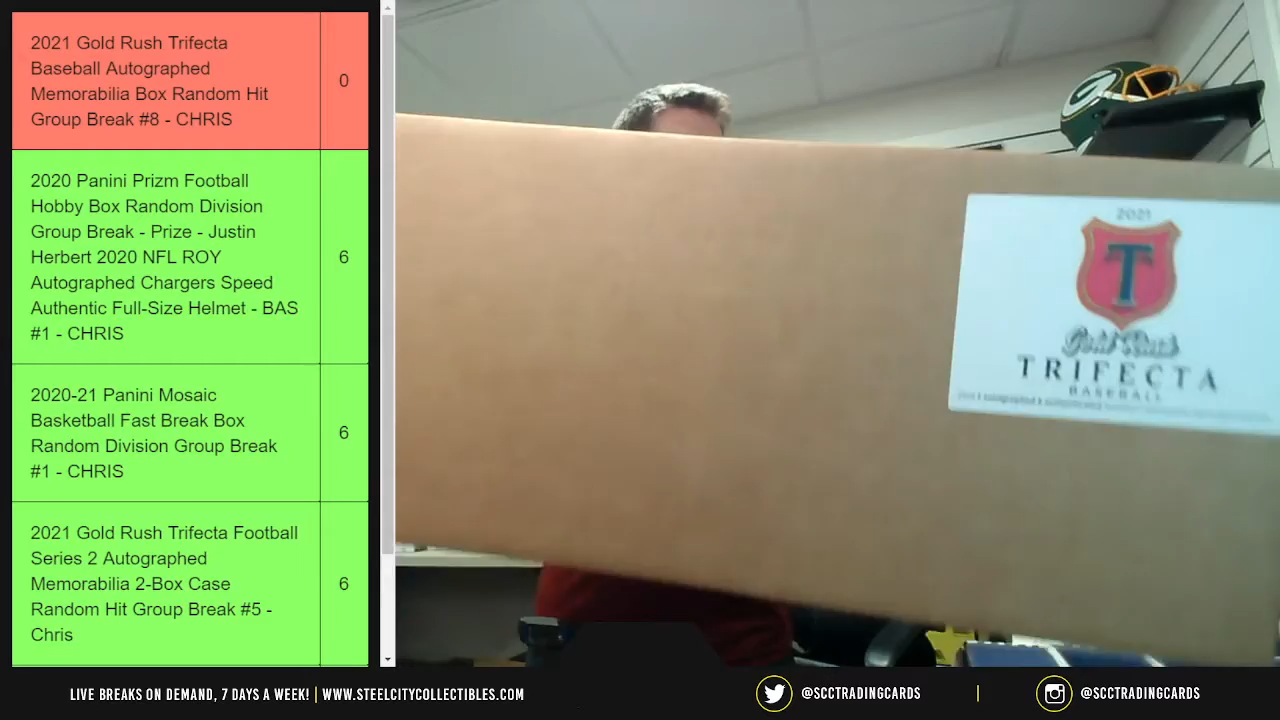 2021 Gold Rush Trifecta
Baseball Autographed
Memorabilia Box Random Hit
Group Break #8 - CHRIS
0
2020 Panini Prizm Football
Hobby Box Random Division
Group Break - Prize - Justin
Herbert 2020 NFL ROY
Autographed Chargers Speed
Authentic Full-Size Helmet - BAS
#1 - CHRIS
6
2020-21 Panini Mosaic
Basketball Fast Break Box
Random Division Group Break
#1 - CHRIS
6
2021 Gold Rush Trifecta Football
Series 2 Autographed
Memorabilia 2-Box Case
Random Hit Group Break #5 -
Chris
6
G
2021
T
Gold Rush
TRIFECTA
BASEBALL
LIVE BREAKS ON DEMAND, 7 DAYS A WEEK! | WWW.STEELCITYCOLLECTIBLES.COM
@SCCTRADINGCARDS | @SCCTRADINGCARDS